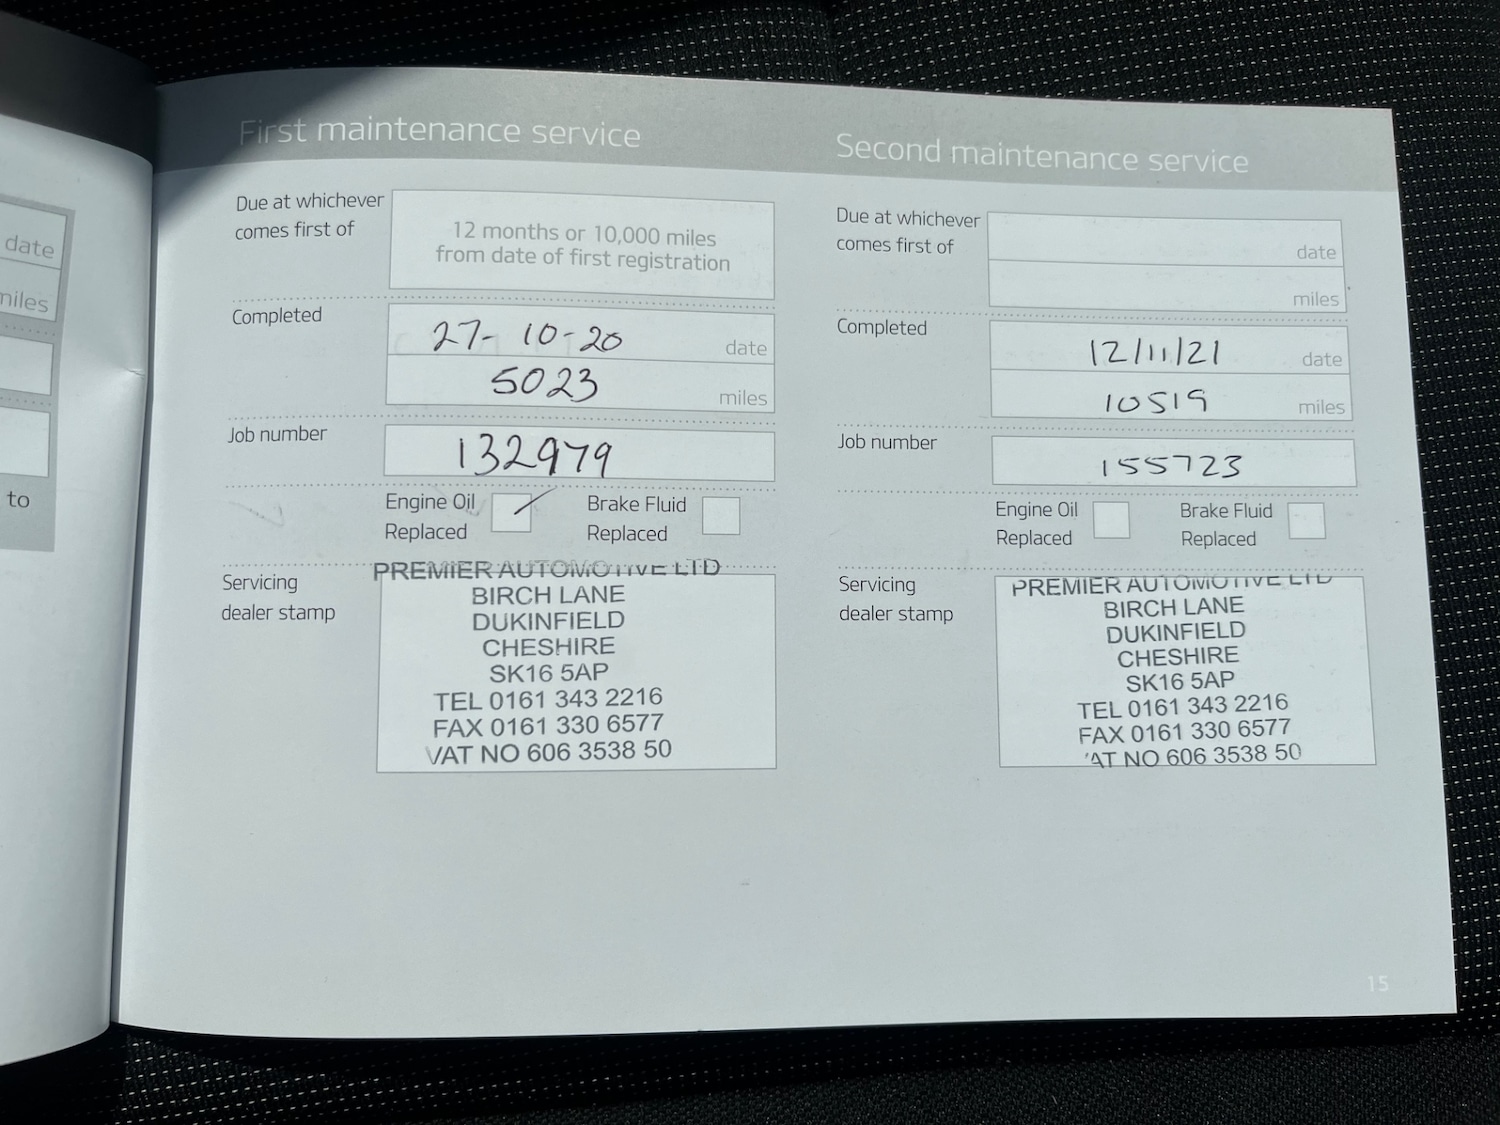 date
miles
to
First maintenance service
Due at whichever
comes first of
12 months or 10,000 miles
from date of first registration
Completed
27-10-20 date
5023 miles
Job number
132979
Engine Oil
Replaced
Brake Fluid
Replaced
Servicing
dealer stamp
PREMIER AUTOMOTIVE LTD
BIRCH LANE
DUKINFIELD
CHESHIRE
SK16 5AP
TEL 0161 343 2216
FAX 0161 330 6577
VAT NO 606 3538 50
Second maintenance service
Due at whichever
comes first of
date
miles
Completed
12/11/21 date
10519 miles
Job number
155723
Engine Oil
Replaced
Brake Fluid
Replaced
Servicing
dealer stamp
PREMIER AUTOMOTIVE LTD
BIRCH LANE
DUKINFIELD
CHESHIRE
SK16 5AP
TEL 0161 343 2216
FAX 0161 330 6577
VAT NO 606 3538 50
15